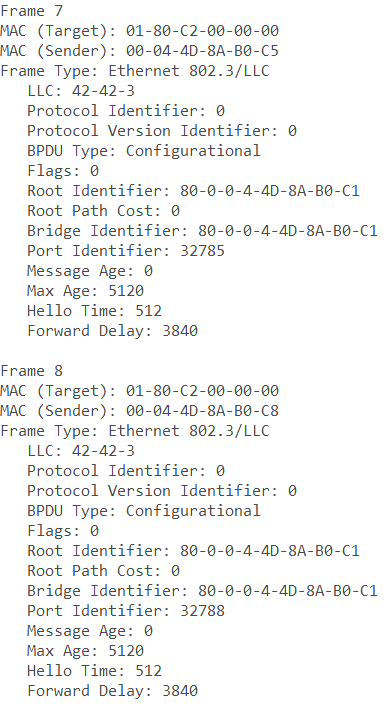 Frame 7
MAC (Target): 01-80-C2-00-00-00
MAC (Sender): 00-04-4D-8A-B0-C5
Frame Type: Ethernet 802.3/LLC
LLC: 42-42-3
Protocol Identifier: 0
Protocol Version Identifier: 0
BPDU Type: Configurational
Flags: 0
Root Identifier: 80-0-0-4-4D-8A-B0-C1
Root Path Cost: 0
Bridge Identifier: 80-0-0-4-4D-8A-B0-C1
Port Identifier: 32785
Message Age: 0
Max Age: 5120
Hello Time: 512
Forward Delay: 3840
Frame 8
MAC (Target): 01-80-C2-00-00-00
MAC (Sender): 00-04-4D-8A-B0-C8
Frame Type: Ethernet 802.3/LLC
LLC: 42-42-3
Protocol Identifier: 0
Protocol Version Identifier: 0
BPDU Type: Configurational
Flags: 0
Root Identifier: 80-0-0-4-4D-8A-B0-C1
Root Path Cost: 0
Bridge Identifier: 80-0-0-4-4D-8A-B0-C1
Port Identifier: 32788
Message Age: 0
Max Age: 5120
Hello Time: 512
Forward Delay: 3840